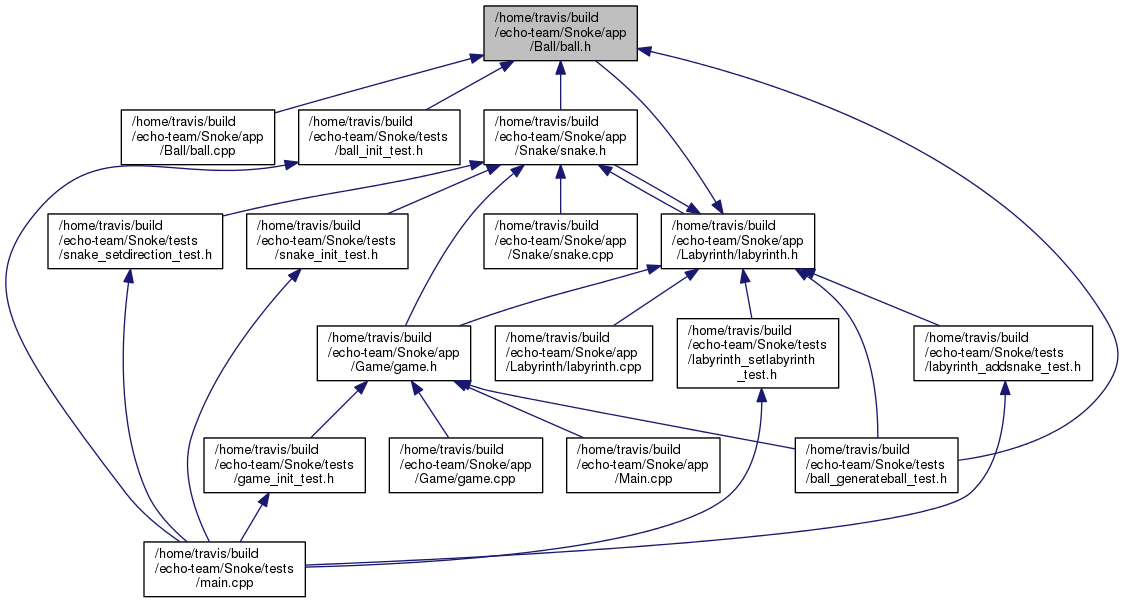 /home/travis/build
/echo-team/Snoke/app
/Ball/ball.h
/home/travis/build
/echo-team/Snoke/app
/Ball/ball.cpp
/home/travis/build
/echo-team/Snoke/tests
/ball_init_test.h
/home/travis/build
/echo-team/Snoke/app
/Snake/snake.h
/home/travis/build
/echo-team/Snoke/tests
/snake_setdirection_test.h
/home/travis/build
/echo-team/Snoke/tests
/snake_init_test.h
/home/travis/build
/echo-team/Snoke/app
/Snake/snake.cpp
/home/travis/build
/echo-team/Snoke/app
/Labyrinth/labyrinth.h
/home/travis/build
/echo-team/Snoke/app
/Game/game.h
/home/travis/build
/echo-team/Snoke/app
/Labyrinth/labyrinth.cpp
/home/travis/build
/echo-team/Snoke/tests
/labyrinth_setlabyrinth
_test.h
/home/travis/build
/echo-team/Snoke/tests
/labyrinth_addsnake_test.h
/home/travis/build
/echo-team/Snoke/tests
/game_init_test.h
/home/travis/build
/echo-team/Snoke/app
/Game/game.cpp
/home/travis/build
/echo-team/Snoke/app
/Main.cpp
/home/travis/build
/echo-team/Snoke/tests
/ball_generateball_test.h
/home/travis/build
/echo-team/Snoke/tests
/main.cpp